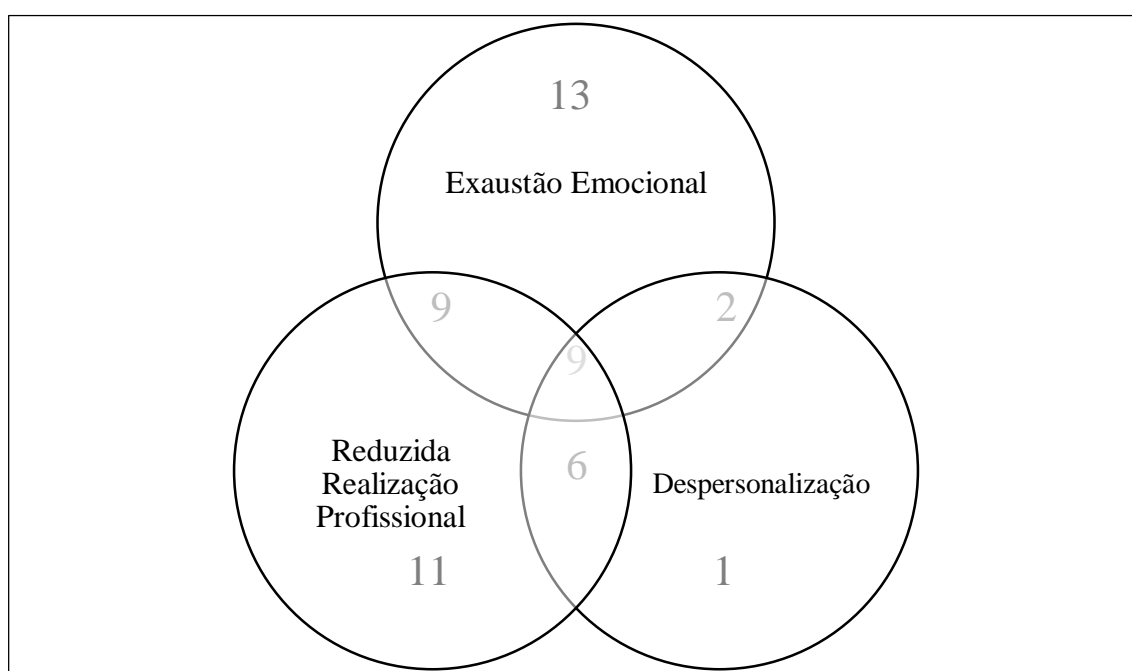 13
Exaustão Emocional
9
2
9
Reduzida
Realização
Profissional
6
Despersonalização
11
1